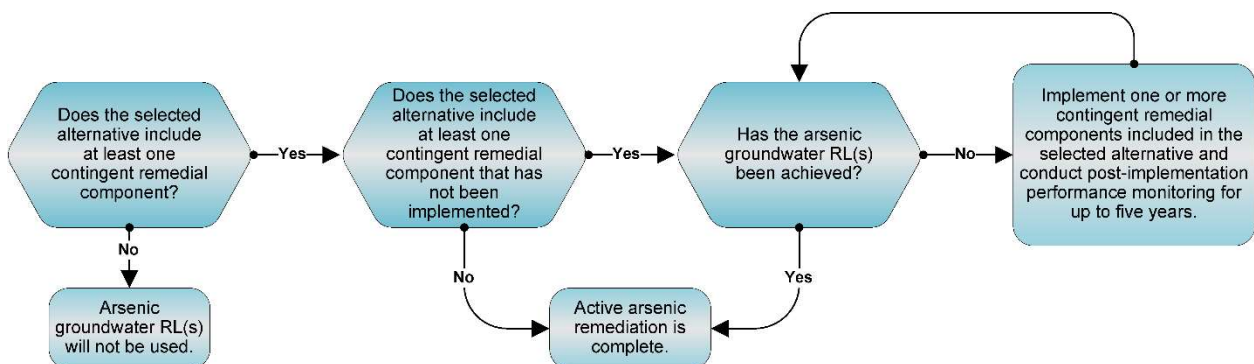 Does the selected
alternative include
at least one
contingent remedial
component?
Yes
No
Arsenic
groundwater RL(s)
will not be used.
Does the selected
alternative include
at least one
contingent remedial
component that has
not been
implemented?
Yes
No
Has the arsenic
groundwater RL(s)
been achieved?
No
Yes
Active arsenic
remediation is
complete.
Implement one or more
contingent remedial
components included in the
selected alternative and
conduct post-implementation
performance monitoring for
up to five years.